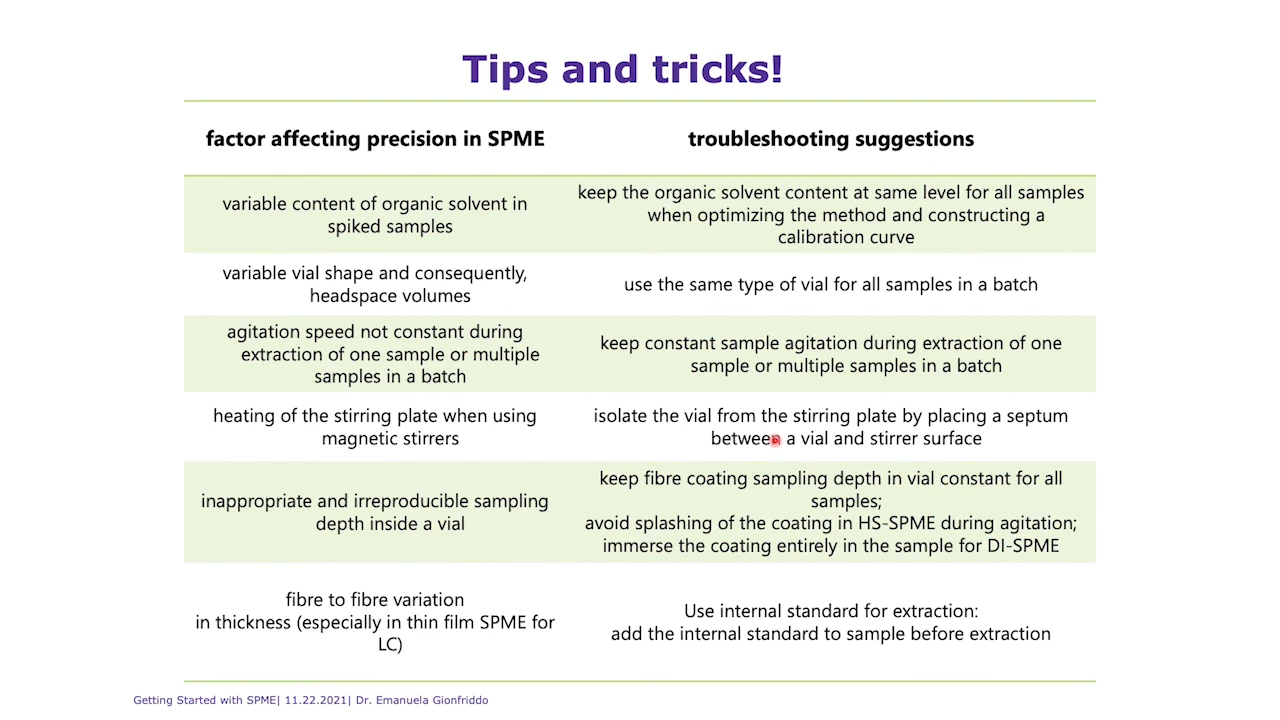 Tips and tricks!
factor affecting precision in SPME
troubleshooting suggestions
variable content of organic solvent in
spiked samples
keep the organic solvent content at same level for all samples
when optimizing the method and constructing a
calibration curve
variable vial shape and consequently,
headspace volumes
use the same type of vial for all samples in a batch
agitation speed not constant during
extraction of one sample or multiple
samples in a batch
keep constant sample agitation during extraction of one
sample or multiple samples in a batch
heating of the stirring plate when using
magnetic stirrers
isolate the vial from the stirring plate by placing a septum
between a vial and stirrer surface
inappropriate and irreproducible sampling
depth inside a vial
keep fibre coating sampling depth in vial constant for all
samples;
avoid splashing of the coating in HS-SPME during agitation;
immerse the coating entirely in the sample for DI-SPME
fibre to fibre variation
in thickness (especially in thin film SPME for
LC)
Use internal standard for extraction:
add the internal standard to sample before extraction
Getting Started with SPME| 11.22.2021| Dr. Emanuela Gionfriddo